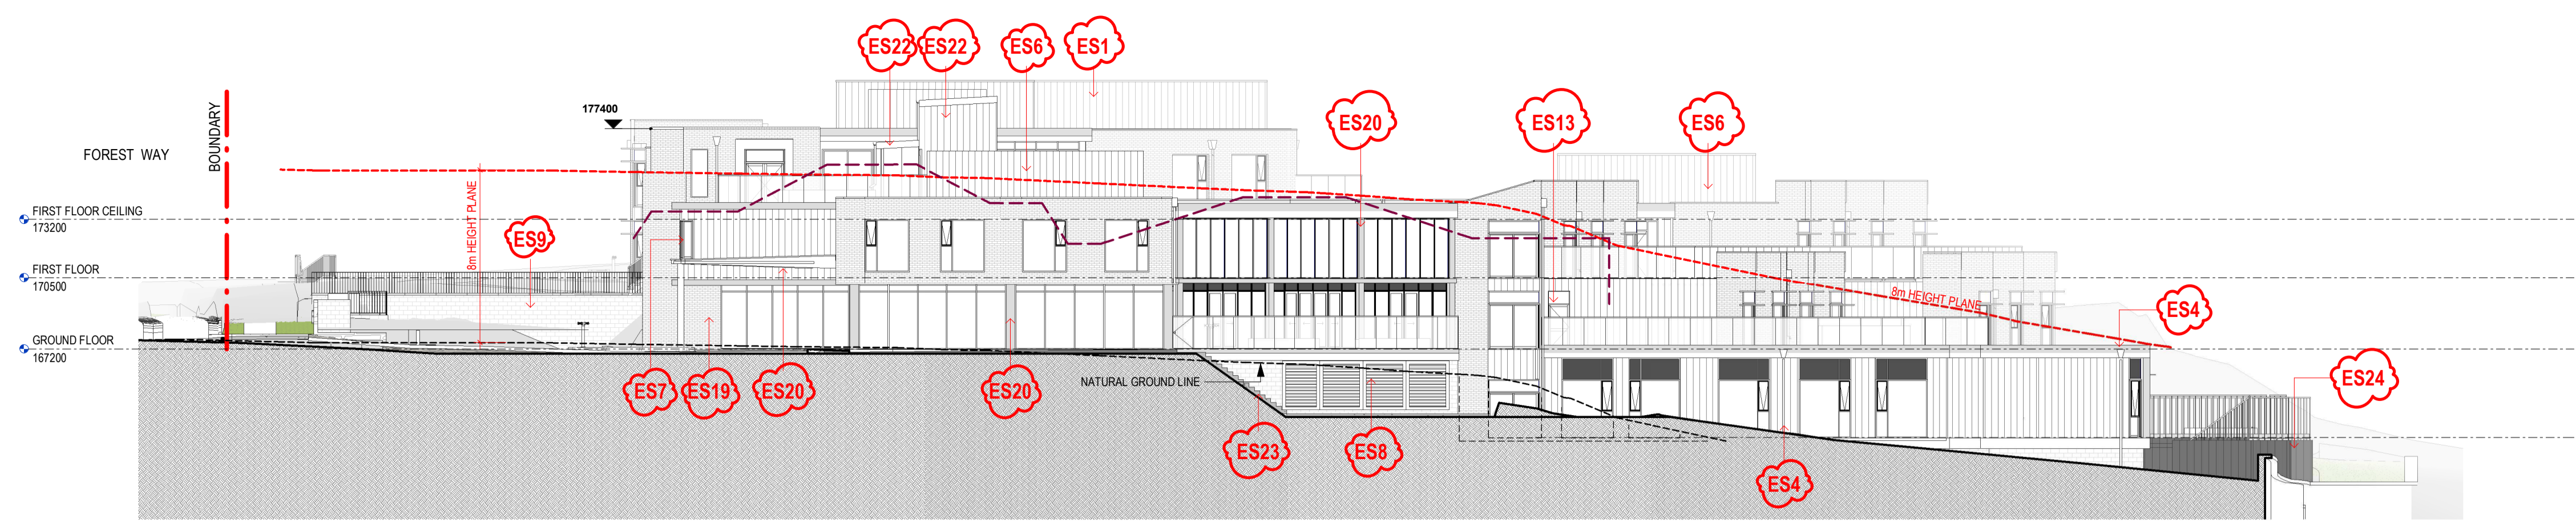 ES22
ES22
ES6
ES1
177400
ES20
ES13
ES6
FOREST WAY
BOUNDARY
8m HEIGHT PLANE
FIRST FLOOR CEILING
173200
ES9
FIRST FLOOR
170500
8m HEIGHT PLANE
ES4
GROUND FLOOR
167200
NATURAL GROUND LINE
ES7
ES19
ES20
ES20
ES24
ES23
ES8
ES4